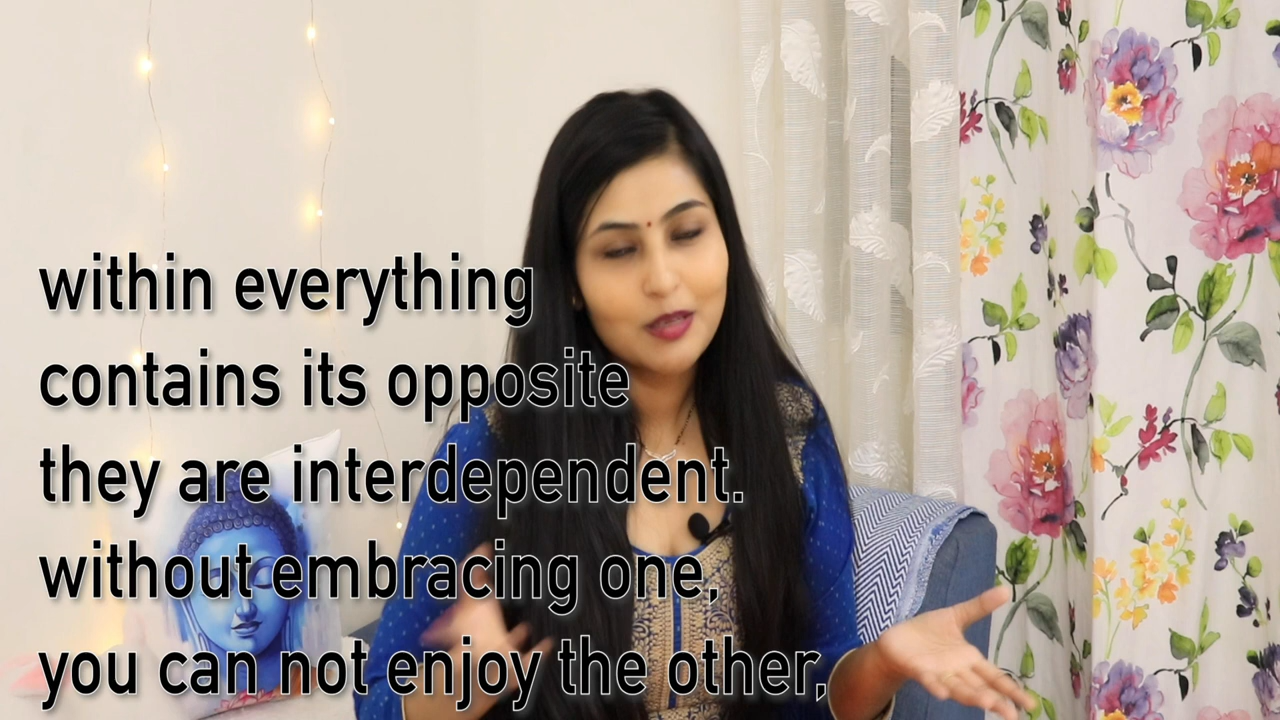 within everything
contains its opposite
they are interdependent.
without embracing one,
you can not enjoy the other,